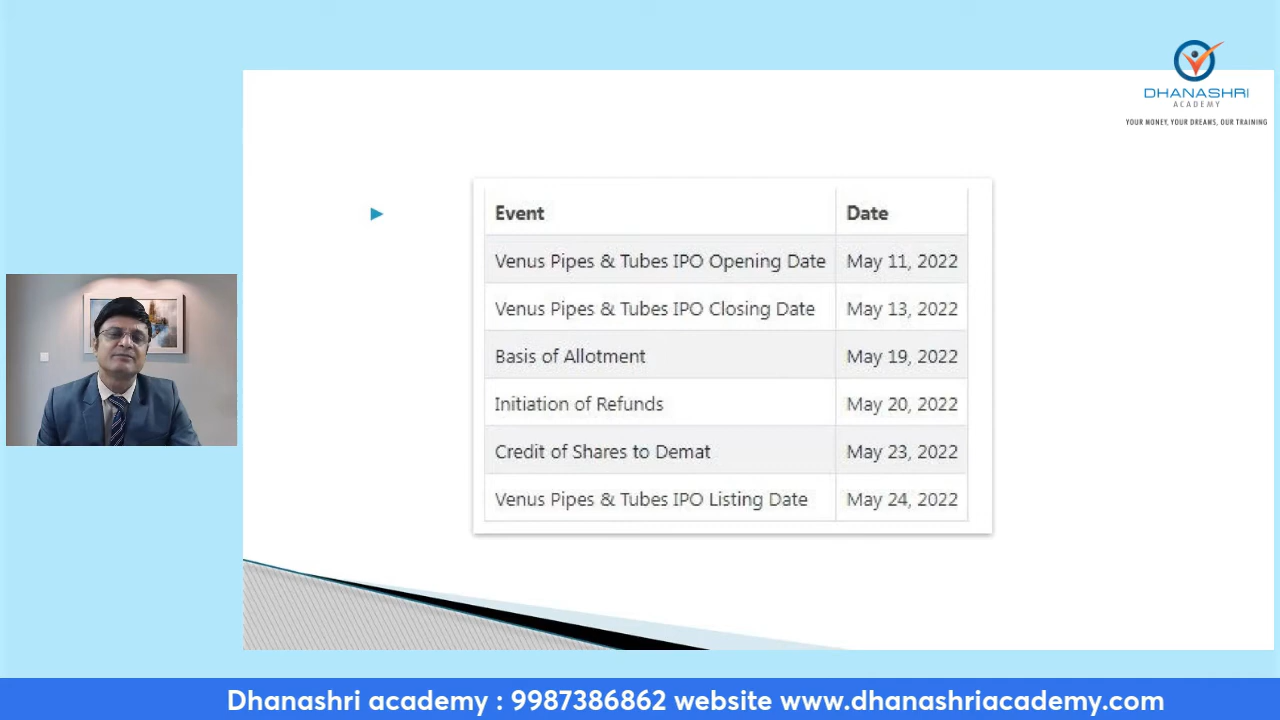 DHANASHRI
ACADEMY
YOUR MONEY, YOUR DREAMS, OUR TRAINING
Event Date
Venus Pipes & Tubes IPO Opening Date May 11, 2022
Venus Pipes & Tubes IPO Closing Date May 13, 2022
Basis of Allotment May 19, 2022
Initiation of Refunds May 20, 2022
Credit of Shares to Demat May 23, 2022
Venus Pipes & Tubes IPO Listing Date May 24, 2022
Dhanashri academy : 9987386862 website www.dhanashriacademy.com